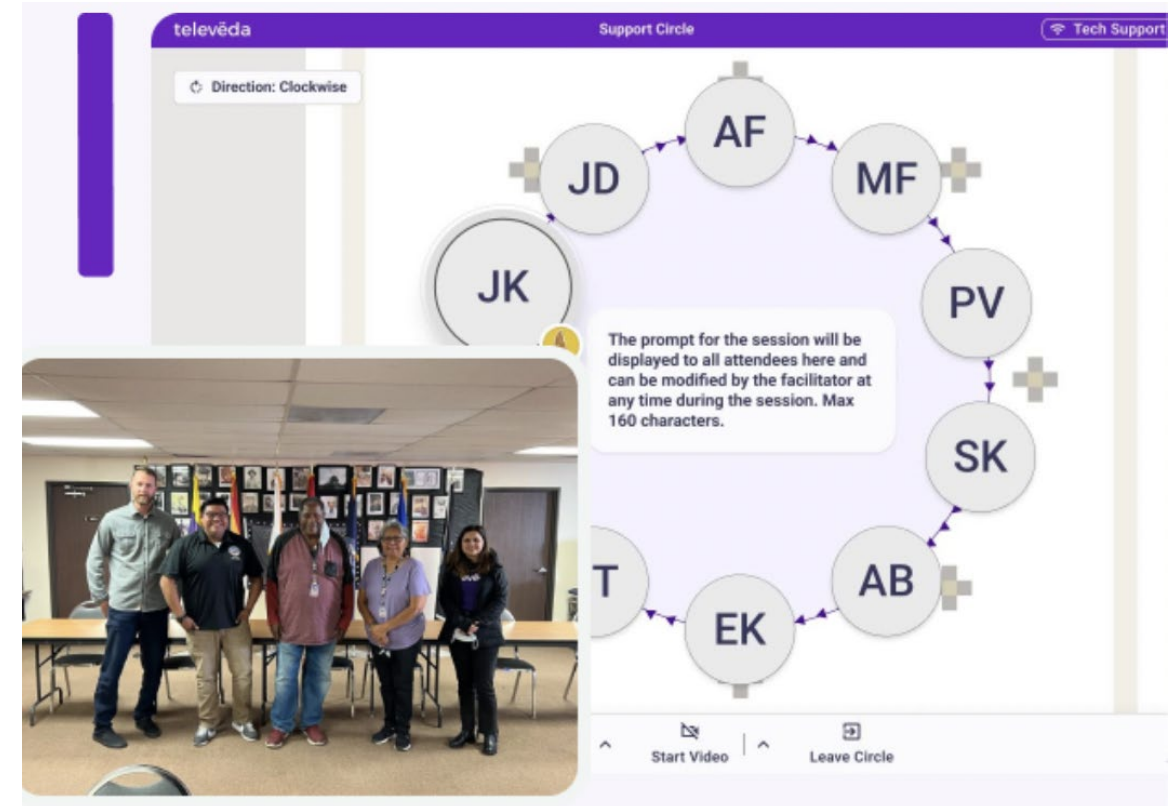 televēda
Support Circle
Tech Support
Direction: Clockwise
AF
JD
MF
JK
PV
The prompt for the session will be
displayed to all attendees here and
can be modified by the facilitator at
any time during the session. Max
160 characters.
SK
T
AB
EK
Start Video
Leave Circle